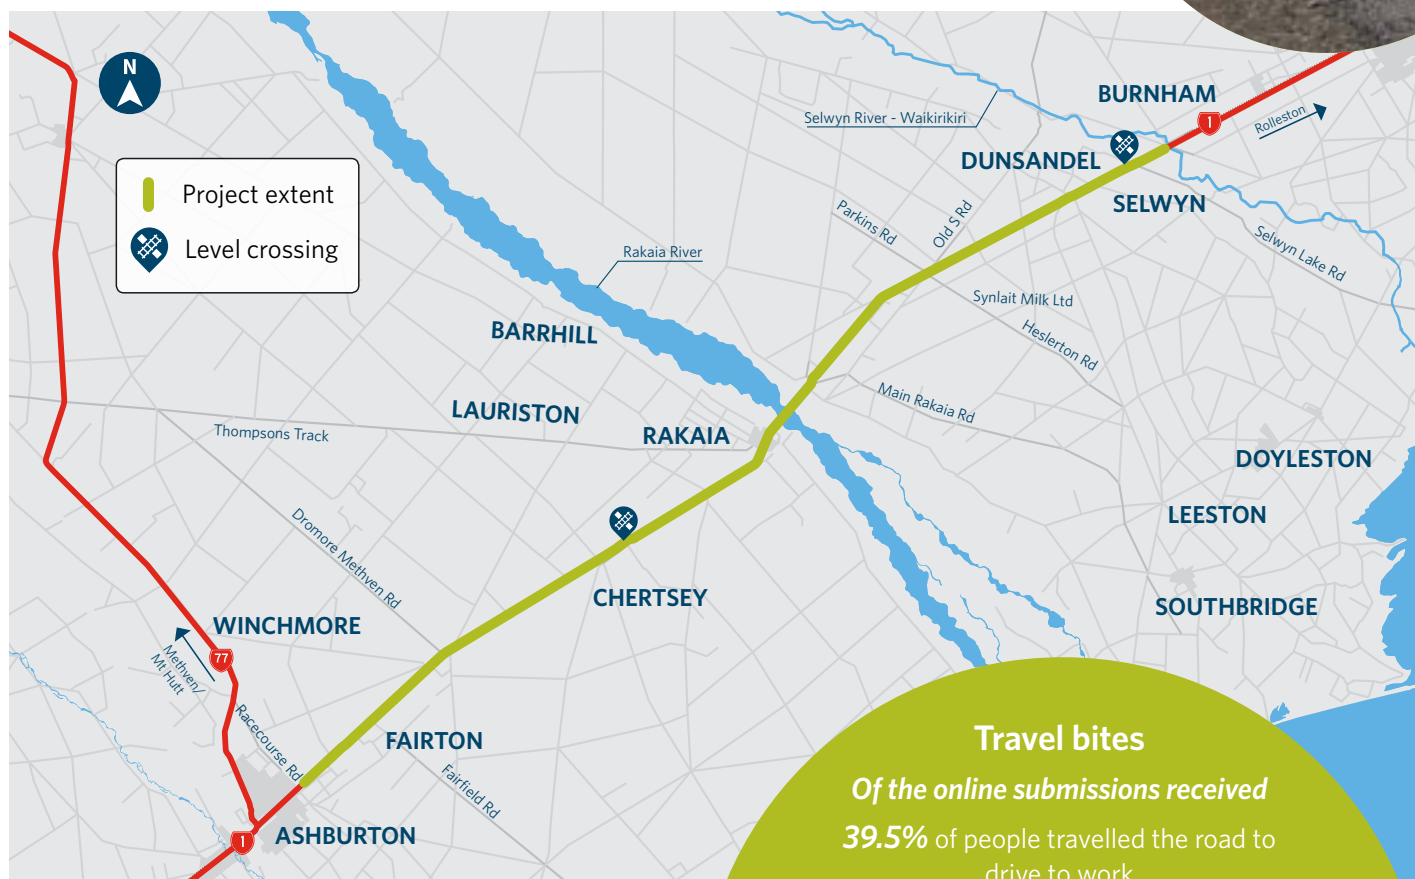 N
Project extent
Level crossing
BURNHAM
1
Rolleston
Selwyn River - Waikirikiri
DUNSANDEL
SELWYN
Parkins Rd
Old S Rd
Selwyn Lake Rd
Rakaia River
Synlait Milk Ltd
Heslerton Rd
BARRHILL
LAURISTON
Main Rakaia Rd
RAKAIA
Thompsons Track
DOYLESTON
LEESTON
Dromore Methven Rd
CHERTSEY
SOUTHBRIDGE
WINCHMORE
77
Methven/
Mt Hutt
Racecourse Rd
FAIRTON
Fairfield Rd
ASHBURTON
1
Travel bites
Of the online submissions received
39.5% of people travelled the road to
drive to work